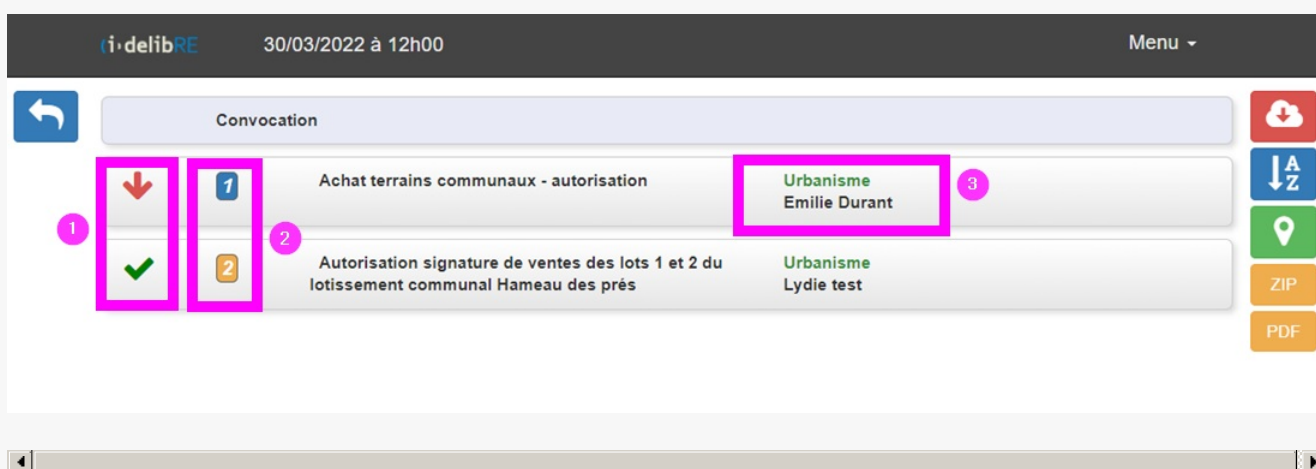 i·delibRE 30/03/2022 à 12h00 Menu
Convocation
1 Achat terrains communaux - autorisation Urbanisme 3
Emilie Durant
1 2
2 Autorisation signature de ventes des lots 1 et 2 du Urbanisme
lotissement communal Hameau des prés Lydie test
A
Z
ZIP
PDF